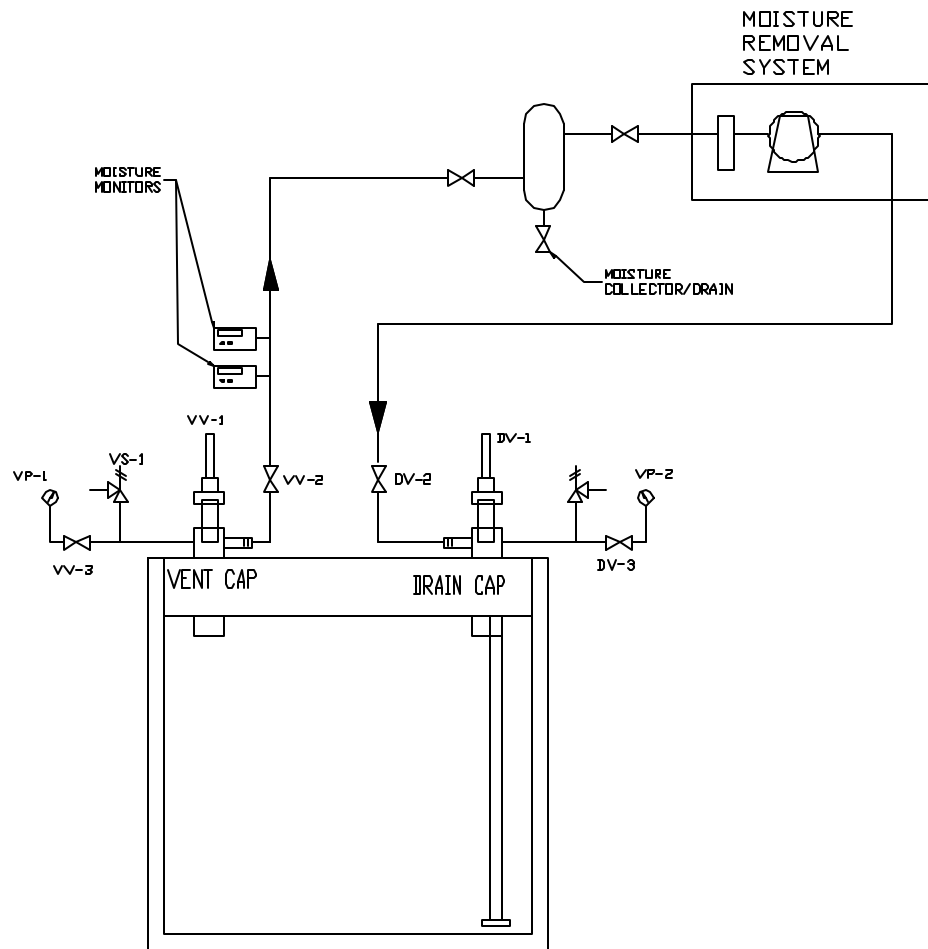 MOISTURE
REMOVAL
SYSTEM
MOISTURE
MONITORS
MOISTURE
COLLECTOR/DRAIN
VV-1
DV-1
VS-1
VP-1
VV-2
DV-2
VP-2
VV-3
DV-3
VENT CAP
DRAIN CAP